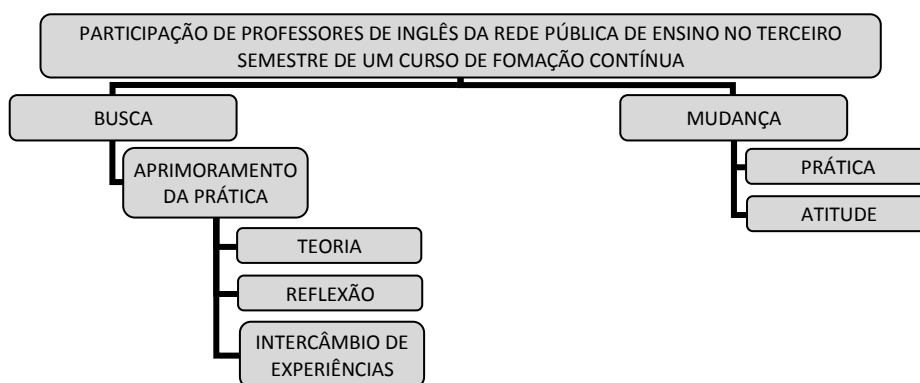 PARTICIPAÇÃO DE PROFESSORES DE INGLÊS DA REDE PÚBLICA DE ENSINO NO TERCEIRO
SEMESTRE DE UM CURSO DE FOMAÇÃO CONTÍNUA
BUSCA
APRIMORAMENTO
DA PRÁTICA
TEORIA
REFLEXÃO
INTERCÂMBIO DE
EXPERIÊNCIAS
MUDANÇA
PRÁTICA
ATITUDE